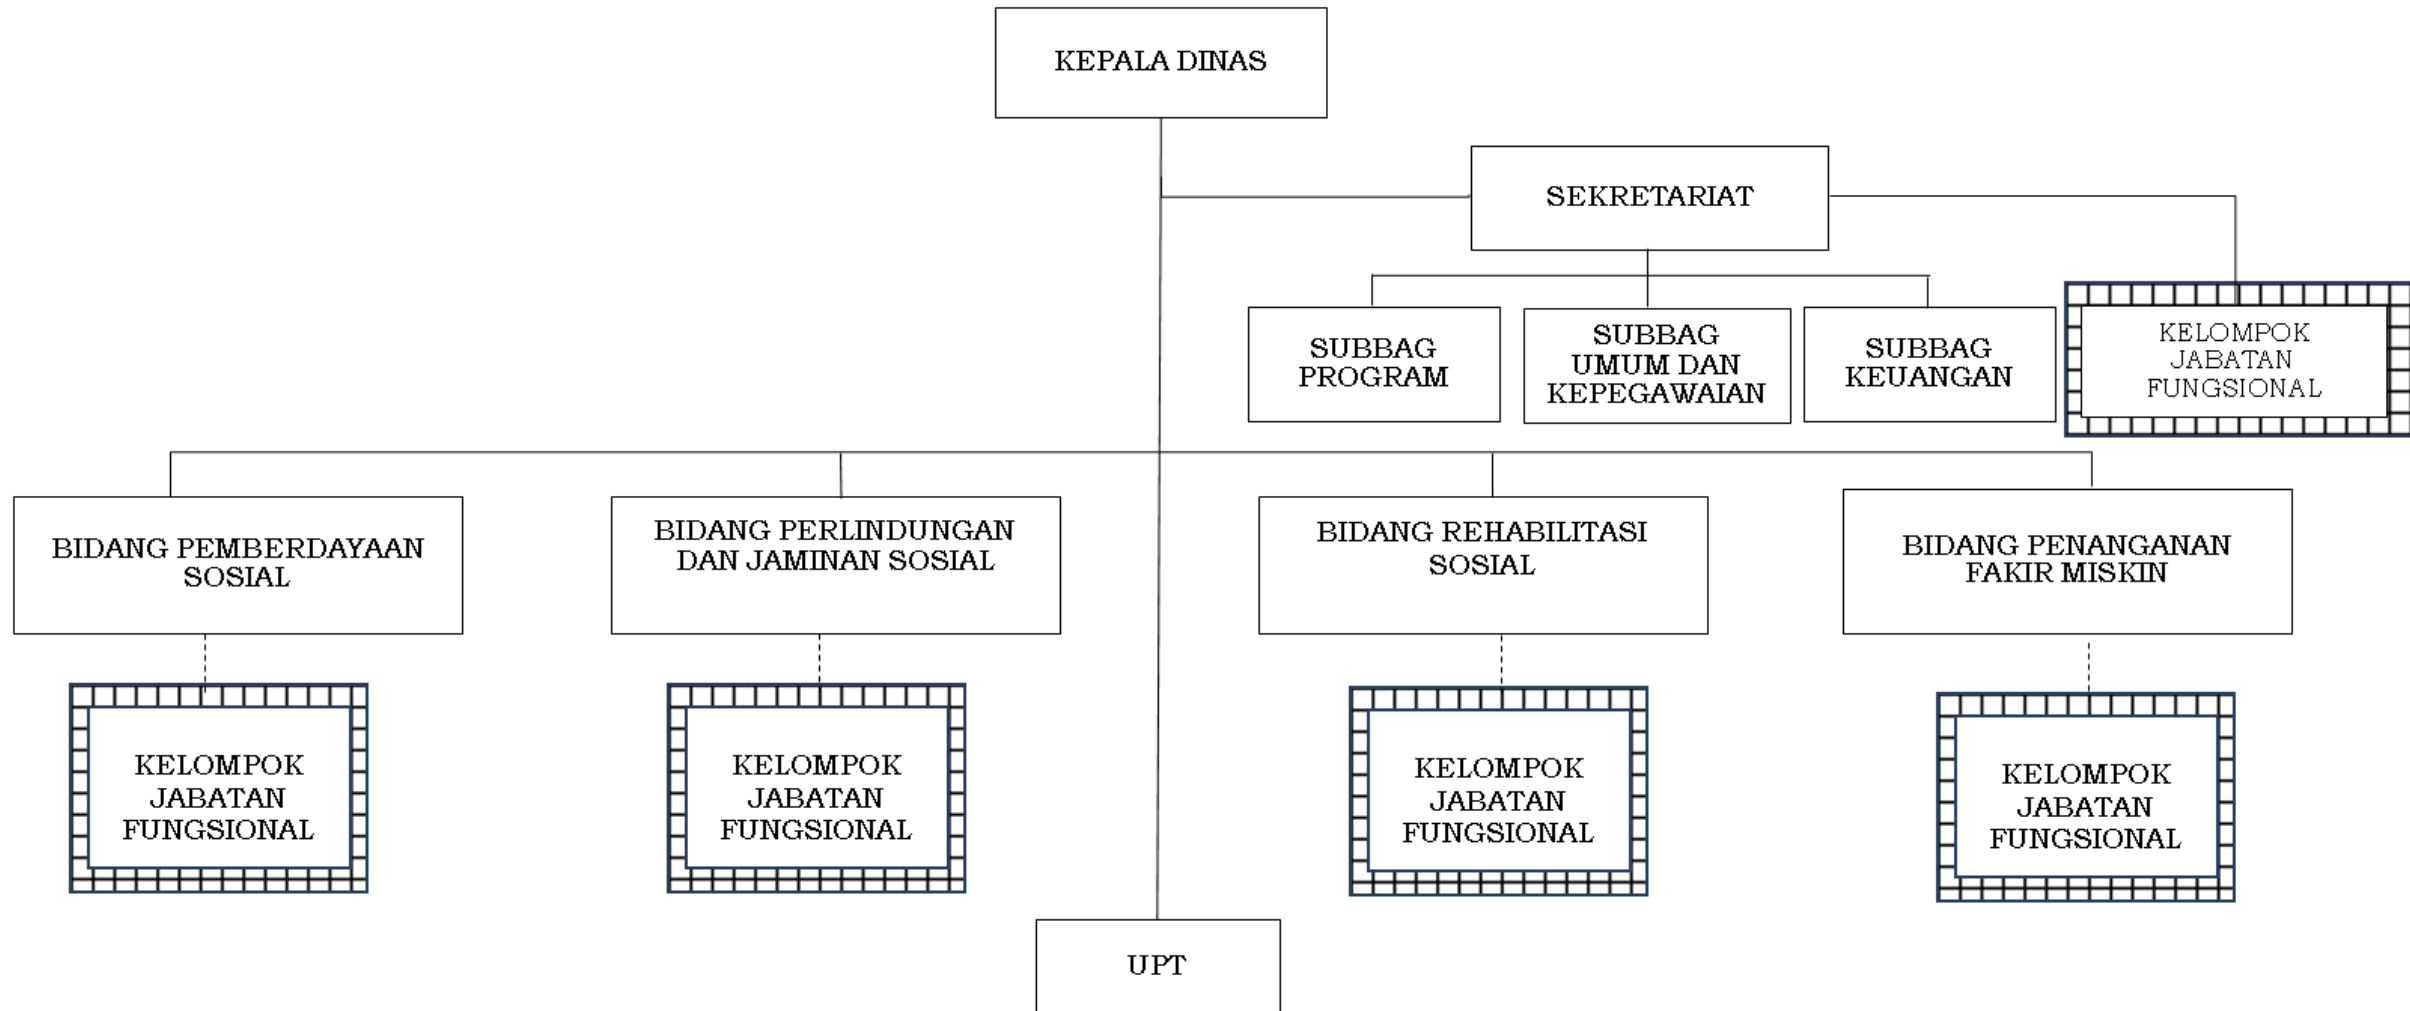 KEPALA DINAS
SEKRETARIAT
SUBBAG
PROGRAM
SUBBAG
UMUM DAN
KEPEGAWAIAN
SUBBAG
KEUANGAN
KELOMPOK
JABATAN
FUNGSIONAL
BIDANG PEMBERDAYAAN
SOSIAL
BIDANG PERLINDUNGAN
DAN JAMINAN SOSIAL
BIDANG REHABILITASI
SOSIAL
BIDANG PENANGANAN
FAKIR MISKIN
KELOMPOK
JABATAN
FUNGSIONAL
KELOMPOK
JABATAN
FUNGSIONAL
KELOMPOK
JABATAN
FUNGSIONAL
KELOMPOK
JABATAN
FUNGSIONAL
UPT